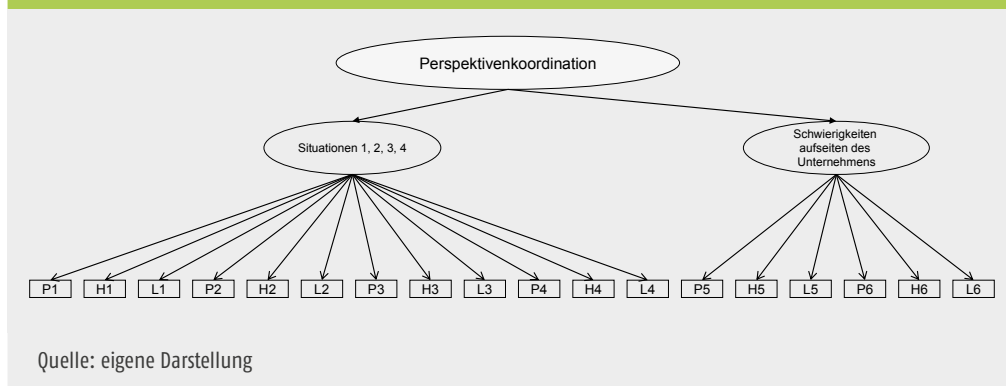 Perspektivenkoordination
Situationen 1, 2, 3, 4
Schwierigkeiten
aufseiten des
Unternehmens
P1 H1 L1 P2 H2 L2 P3 H3 L3 P4 H4 L4 P5 H5 L5 P6 H6 L6
Quelle: eigene Darstellung